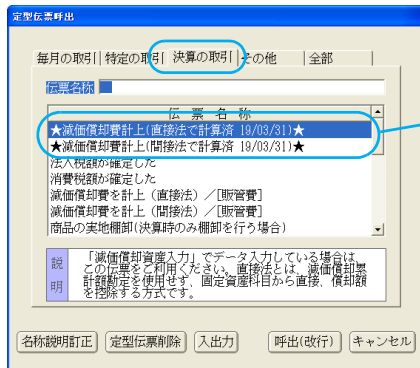 定型伝票呼出
毎月の取引 特定の取引 決算の取引 その他 全部
伝票名称
伝 票 名 称
★減価償却費計上(直接法で計算済 19/03/31)★
★減価償却費計上(間接法で計算済 19/03/31)★
法人税額が確定した
消費税額が確定した
減価償却費を計上 (直接法) /[販管費]
減価償却費を計上 (間接法) /[販管費]
商品の実地棚卸(決算時のみ棚卸を行う場合)
説明
「減価償却資産入力」でデータ入力している場合は、
この伝票をご利用ください。直接法とは、減価償却累
計額勘定を使用せず、固定資産科目から直接、償却額
を控除する方式です。
名称説明訂正 定型伝票削除 入出力 呼出(改行) キャンセル